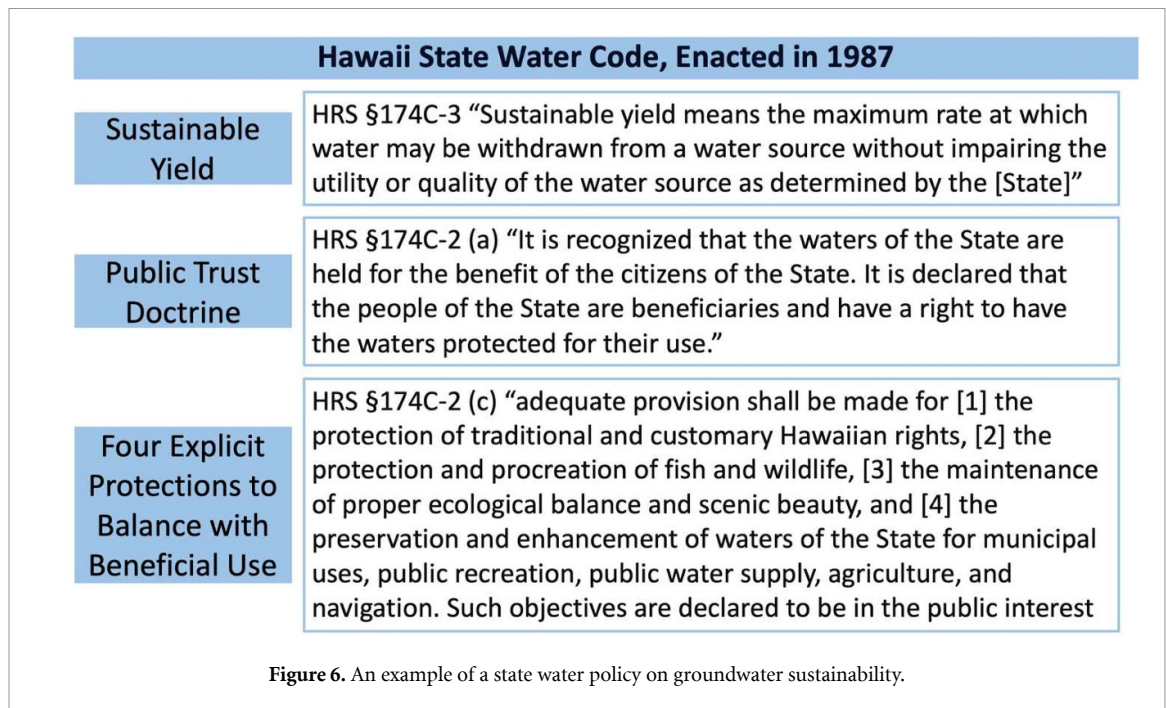 Hawaii State Water Code, Enacted in 1987
Sustainable
Yield
HRS §174C-3 “Sustainable yield means the maximum rate at which
water may be withdrawn from a water source without impairing the
utility or quality of the water source as determined by the [State]”
Public Trust
Doctrine
HRS §174C-2 (a) “It is recognized that the waters of the State are
held for the benefit of the citizens of the State. It is declared that
the people of the State are beneficiaries and have a right to have
the waters protected for their use.”
Four Explicit
Protections to
Balance with
Beneficial Use
HRS §174C-2 (c) “adequate provision shall be made for [1] the
protection of traditional and customary Hawaiian rights, [2] the
protection and procreation of fish and wildlife, [3] the maintenance
of proper ecological balance and scenic beauty, and [4] the
preservation and enhancement of waters of the State for municipal
uses, public recreation, public water supply, agriculture, and
navigation. Such objectives are declared to be in the public interest
Figure 6. An example of a state water policy on groundwater sustainability.